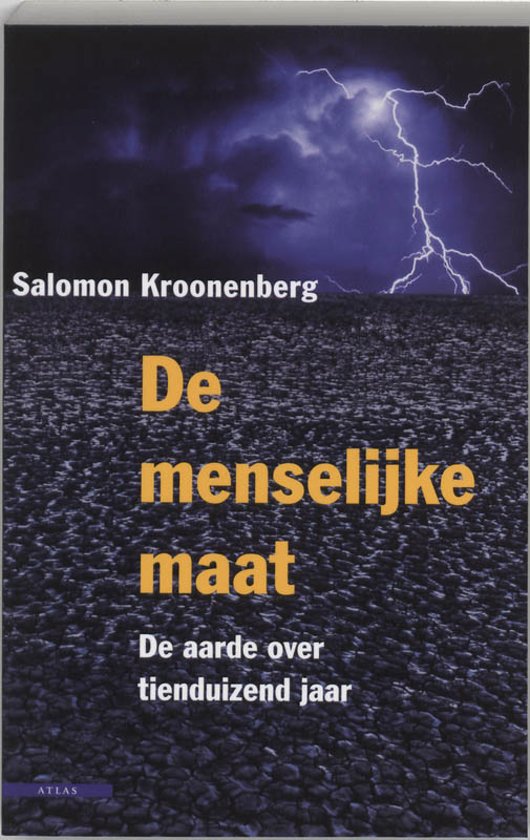 Salomon Kroonenberg
De
menselijke
maat
De aarde over
tienduizend jaar
ATLAS